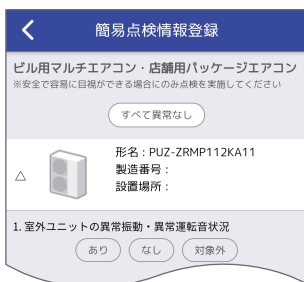 簡易点検情報登録
ビル用マルチエアコン・店舗用パッケージエアコン
※安全で容易に目視ができる場合にのみ点検を実施してください
すべて異常なし
形名：PUZ-ZRMP112KA11
製造番号：
△
設置場所：
1. 室外ユニットの異常振動・異常運転音状況
あり なし 対象外